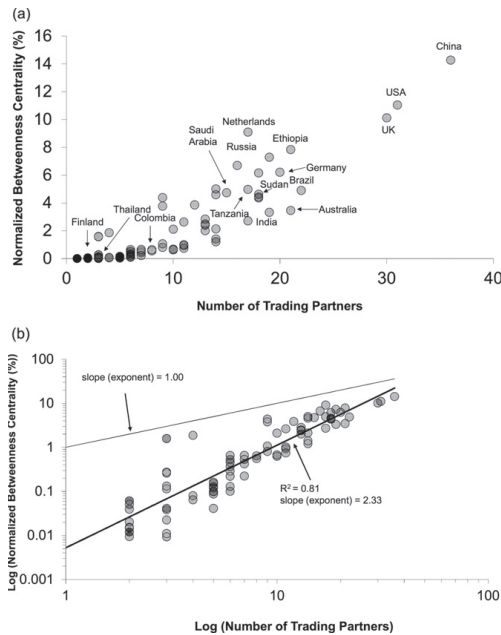 (a)
Normalized Betweenness Centrality (%)
16
14
12
10
8
6
4
2
0
China
USA
UK
Netherlands
Saudi
Arabia
Russia
Ethiopia
Germany
Sudan
Brazil
Thailand
Finland
Colombia
Tanzania
India
Australia
0
10
20
30
40
Number of Trading Partners
(b)
Log (Normalized Betweenness Centrality (%))
100
10
1
0.1
0.01
0.001
slope (exponent) = 1.00
R² = 0.81
slope (exponent) = 2.33
1
10
100
Log (Number of Trading Partners)